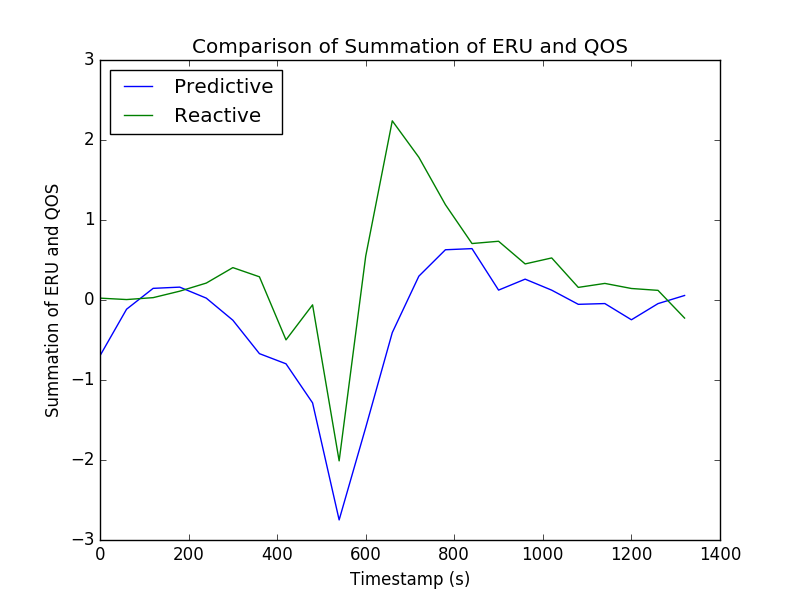 Comparison of Summation of ERU and QOS
Predictive
Reactive
Summation of ERU and QOS
3
2
1
0
−1
−2
−3
0 200 400 600 800 1000 1200 1400
Timestamp (s)